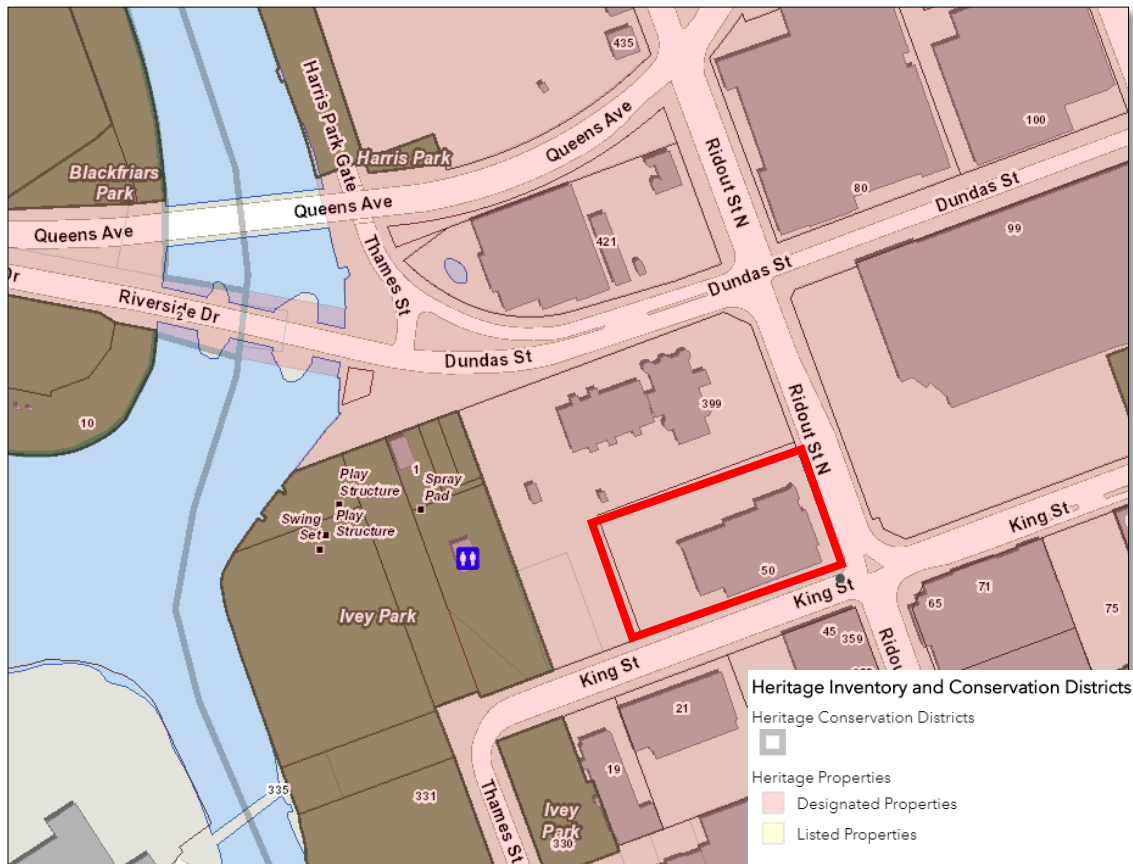 435
100
Harris Park Gate
Harris Park
Queens Ave
Ridout St N
80
Dundas St
Blackfriars
Park
Queens Ave
Queens Ave
99
421
Thames St
Dundas St
Dr
Riverside Dr
2
Dundas St
399
Ridout St N
10
1
Play
Structure
Spray
Pad
Swing
Set
Play
Structure
King St
50
King St
Ivey Park
71
65
75
45
359
King St
21
335
19
331
Thames St
Ivey
Park
330
Heritage Inventory and Conservation Districts
Heritage Conservation Districts
Heritage Properties
Designated Properties
Listed Properties